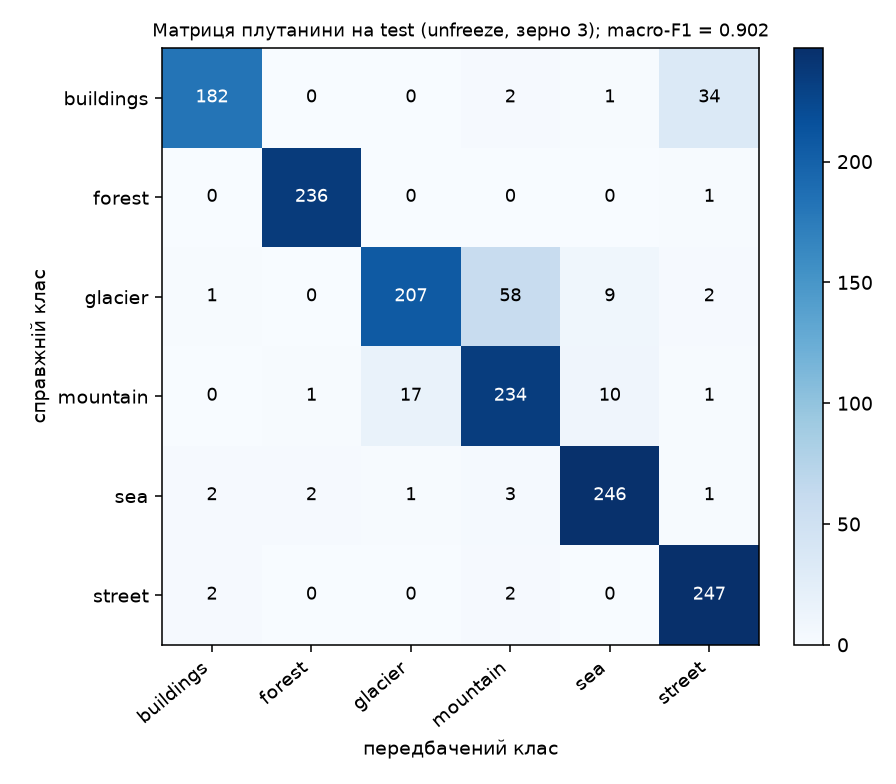 Матриця плутанини на test (unfreeze, зерно 3); macro-F1 = 0.902
buildings 182 0 0 2 1 34
forest 0 236 0 0 0 1
glacier 1 0 207 58 9 2
mountain 0 1 17 234 10 1
sea 2 2 1 3 246 1
street 2 0 0 2 0 247
buildings forest glacier mountain sea street
передбачений клас
справжній клас
200
150
100
50
0